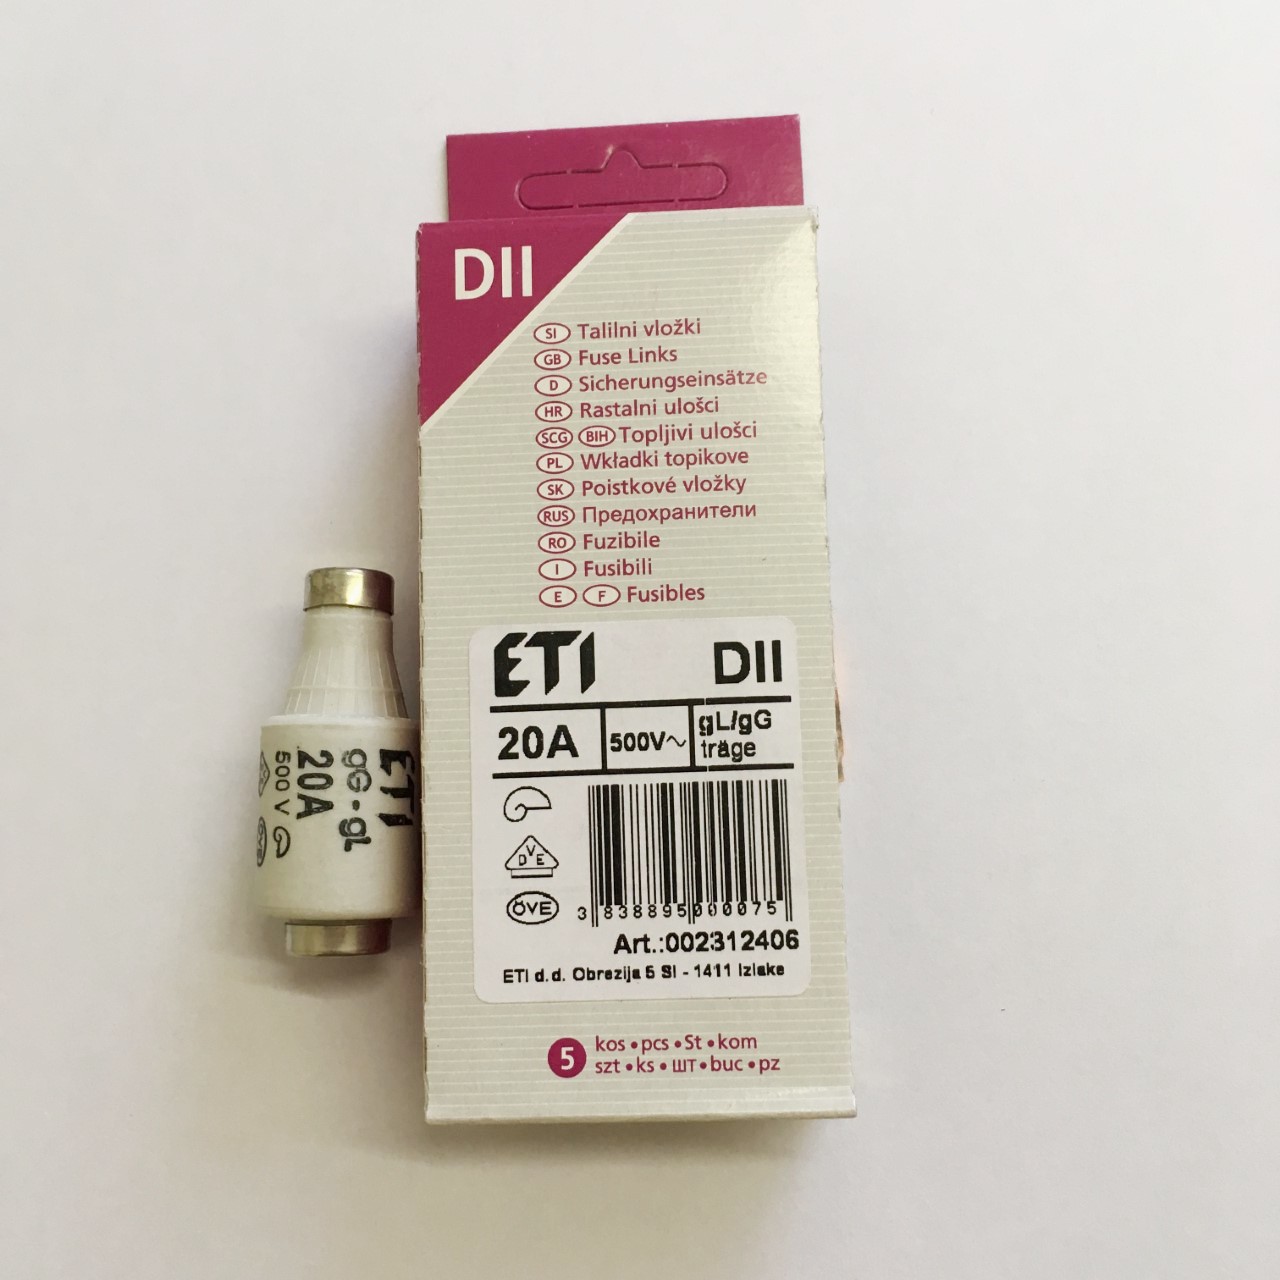 DII
SI Talilni vložki
GB Fuse Links
D Sicherungseinsätze
HR Rastalni ulošci
SCG BIH Topljivi ulošci
PL Wkładki topikove
SK Poistkové vložky
RUS Предохранители
RO Fuzibile
I Fusibili
E F Fusibles
ETI DII
20A 500V~ gL/gG
träge
DVE
ÖVE
3 838895 000075
Art.:002312406
ETI d.d. Obrezija 5 SI - 1411 Izlake
5 kos • pcs • St • kom
szt • ks • шт • buc • pz
ETI
gG-gL
20A
500 V
ÖVE